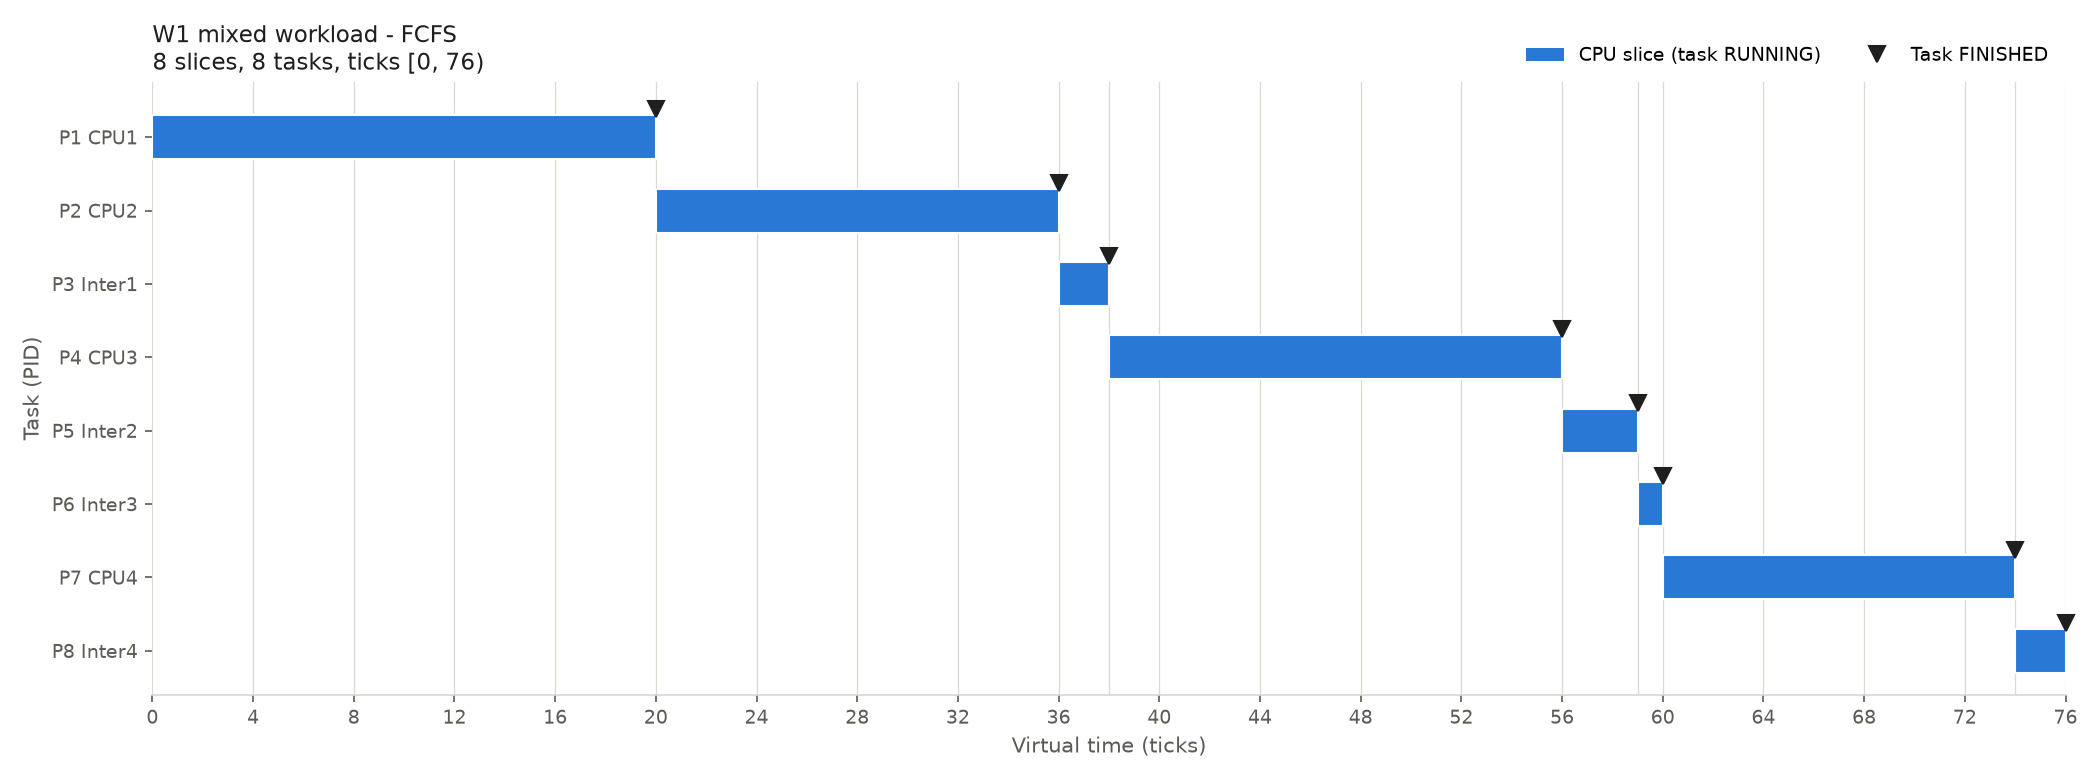 W1 mixed workload - FCFS
8 slices, 8 tasks, ticks [0, 76)
CPU slice (task RUNNING)
Task FINISHED
Task (PID)
P1 CPU1
P2 CPU2
P3 Inter1
P4 CPU3
P5 Inter2
P6 Inter3
P7 CPU4
P8 Inter4
0 4 8 12 16 20 24 28 32 36 40 44 48 52 56 60 64 68 72 76
Virtual time (ticks)